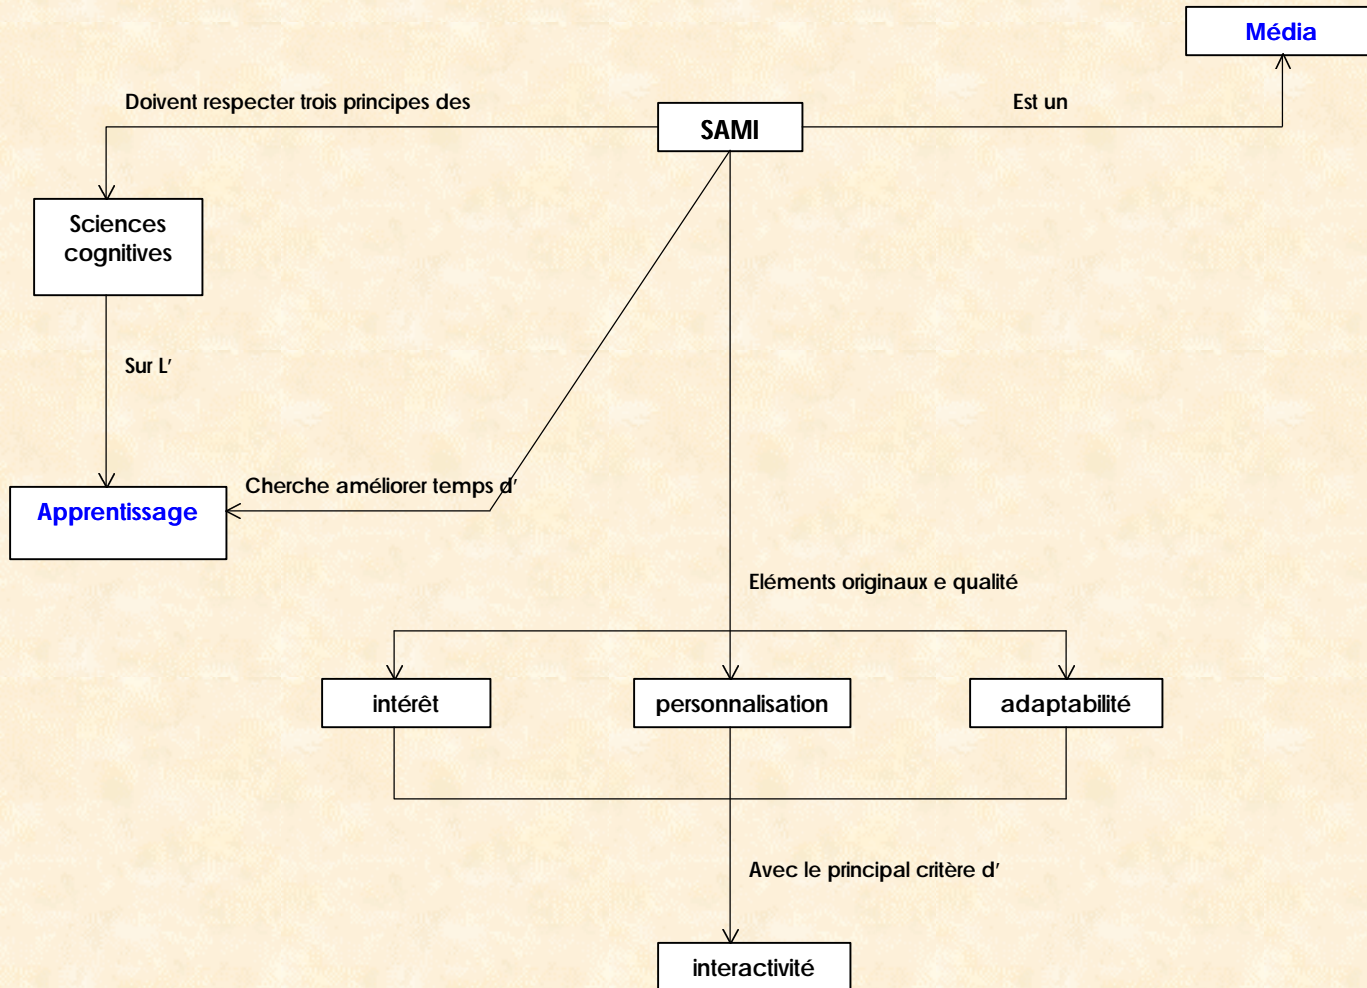 Média
Doivent respecter trois principes des
Est un
SAMI
Sciences
cognitives
Sur L’
Cherche améliorer temps d’
Apprentissage
Eléments originaux e qualité
intérêt
personnalisation
adaptabilité
Avec le principal critère d’
interactivité